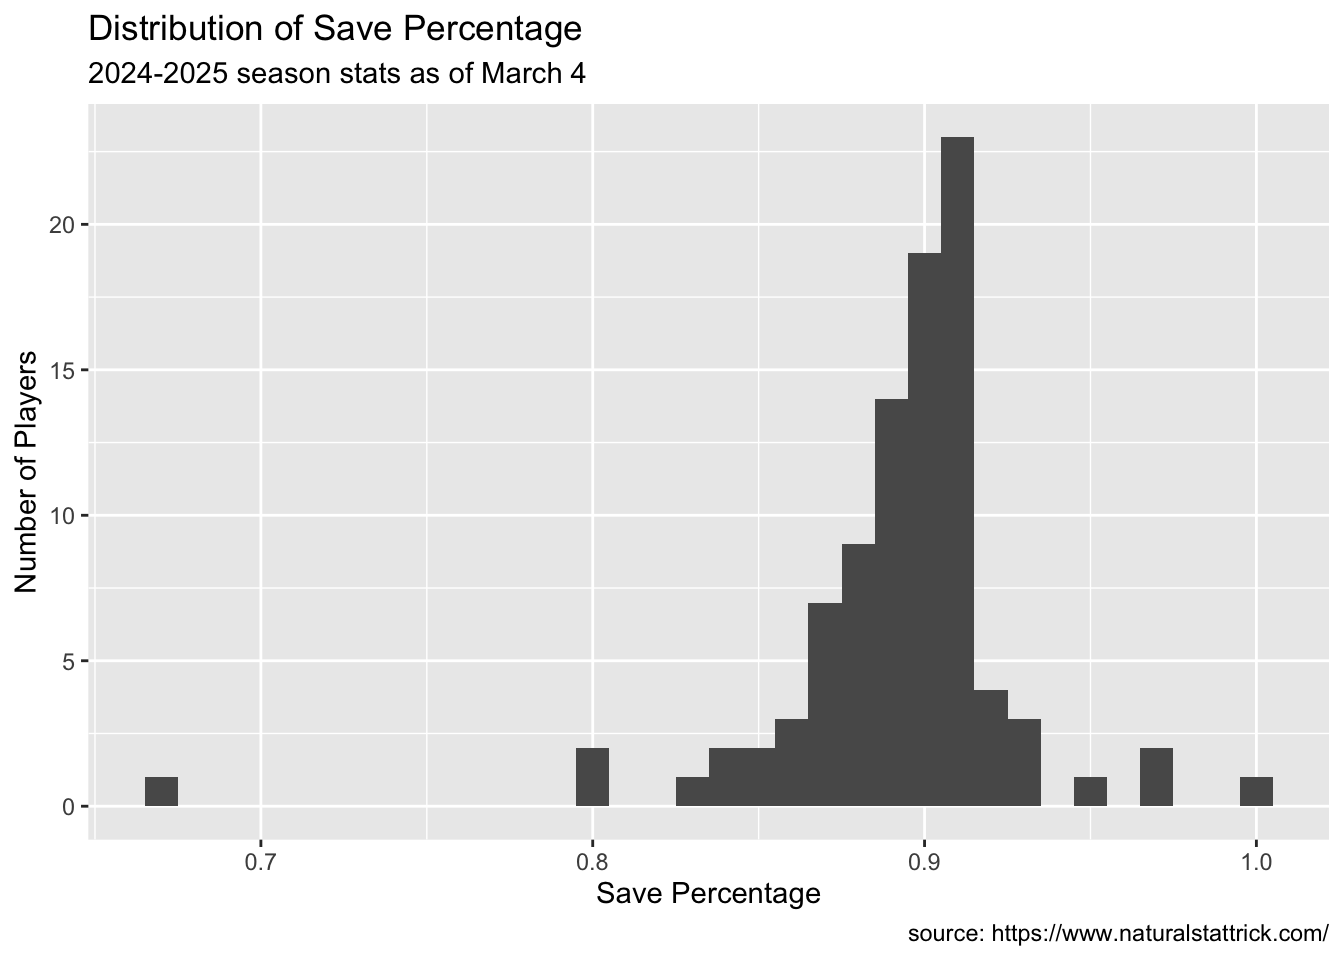 Distribution of Save Percentage
2024-2025 season stats as of March 4
Number of Players
20
15
10
5
0
0.7 0.8 0.9 1.0
Save Percentage
source: https://www.naturalstattrick.com/